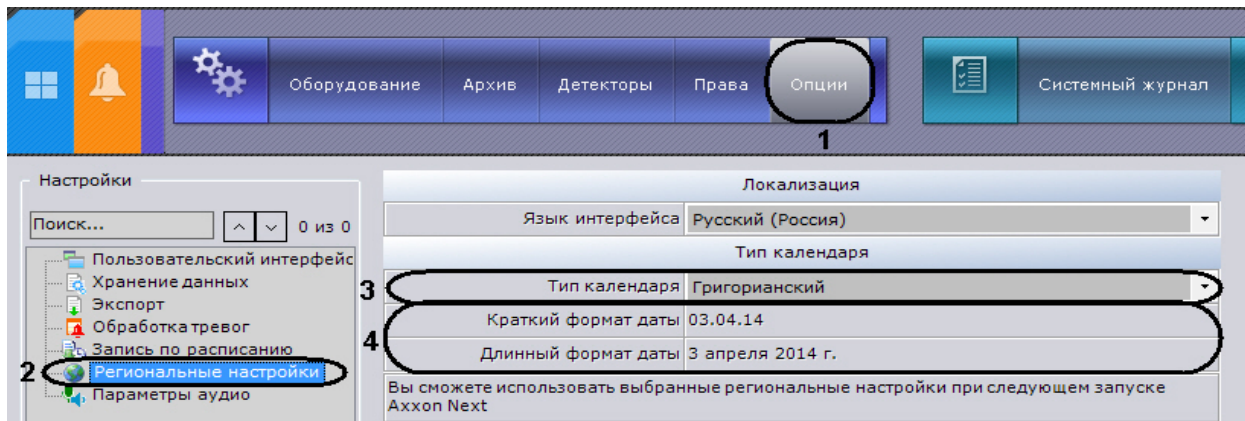 Оборудование Архив Детекторы Права Опции Системный журнал
1
Настройки
Поиск... 0 из 0
Пользовательский интерфейс
Хранение данных
Экспорт
Обработка тревог
Запись по расписанию
2 Региональные настройки
Параметры аудио
Локализация
Язык интерфейса Русский (Россия)
Тип календаря
3 Тип календаря Григорианский
4 Краткий формат даты 03.04.14
Длинный формат даты 3 апреля 2014 г.
Вы сможете использовать выбранные региональные настройки при следующем запуске
Axxon Next